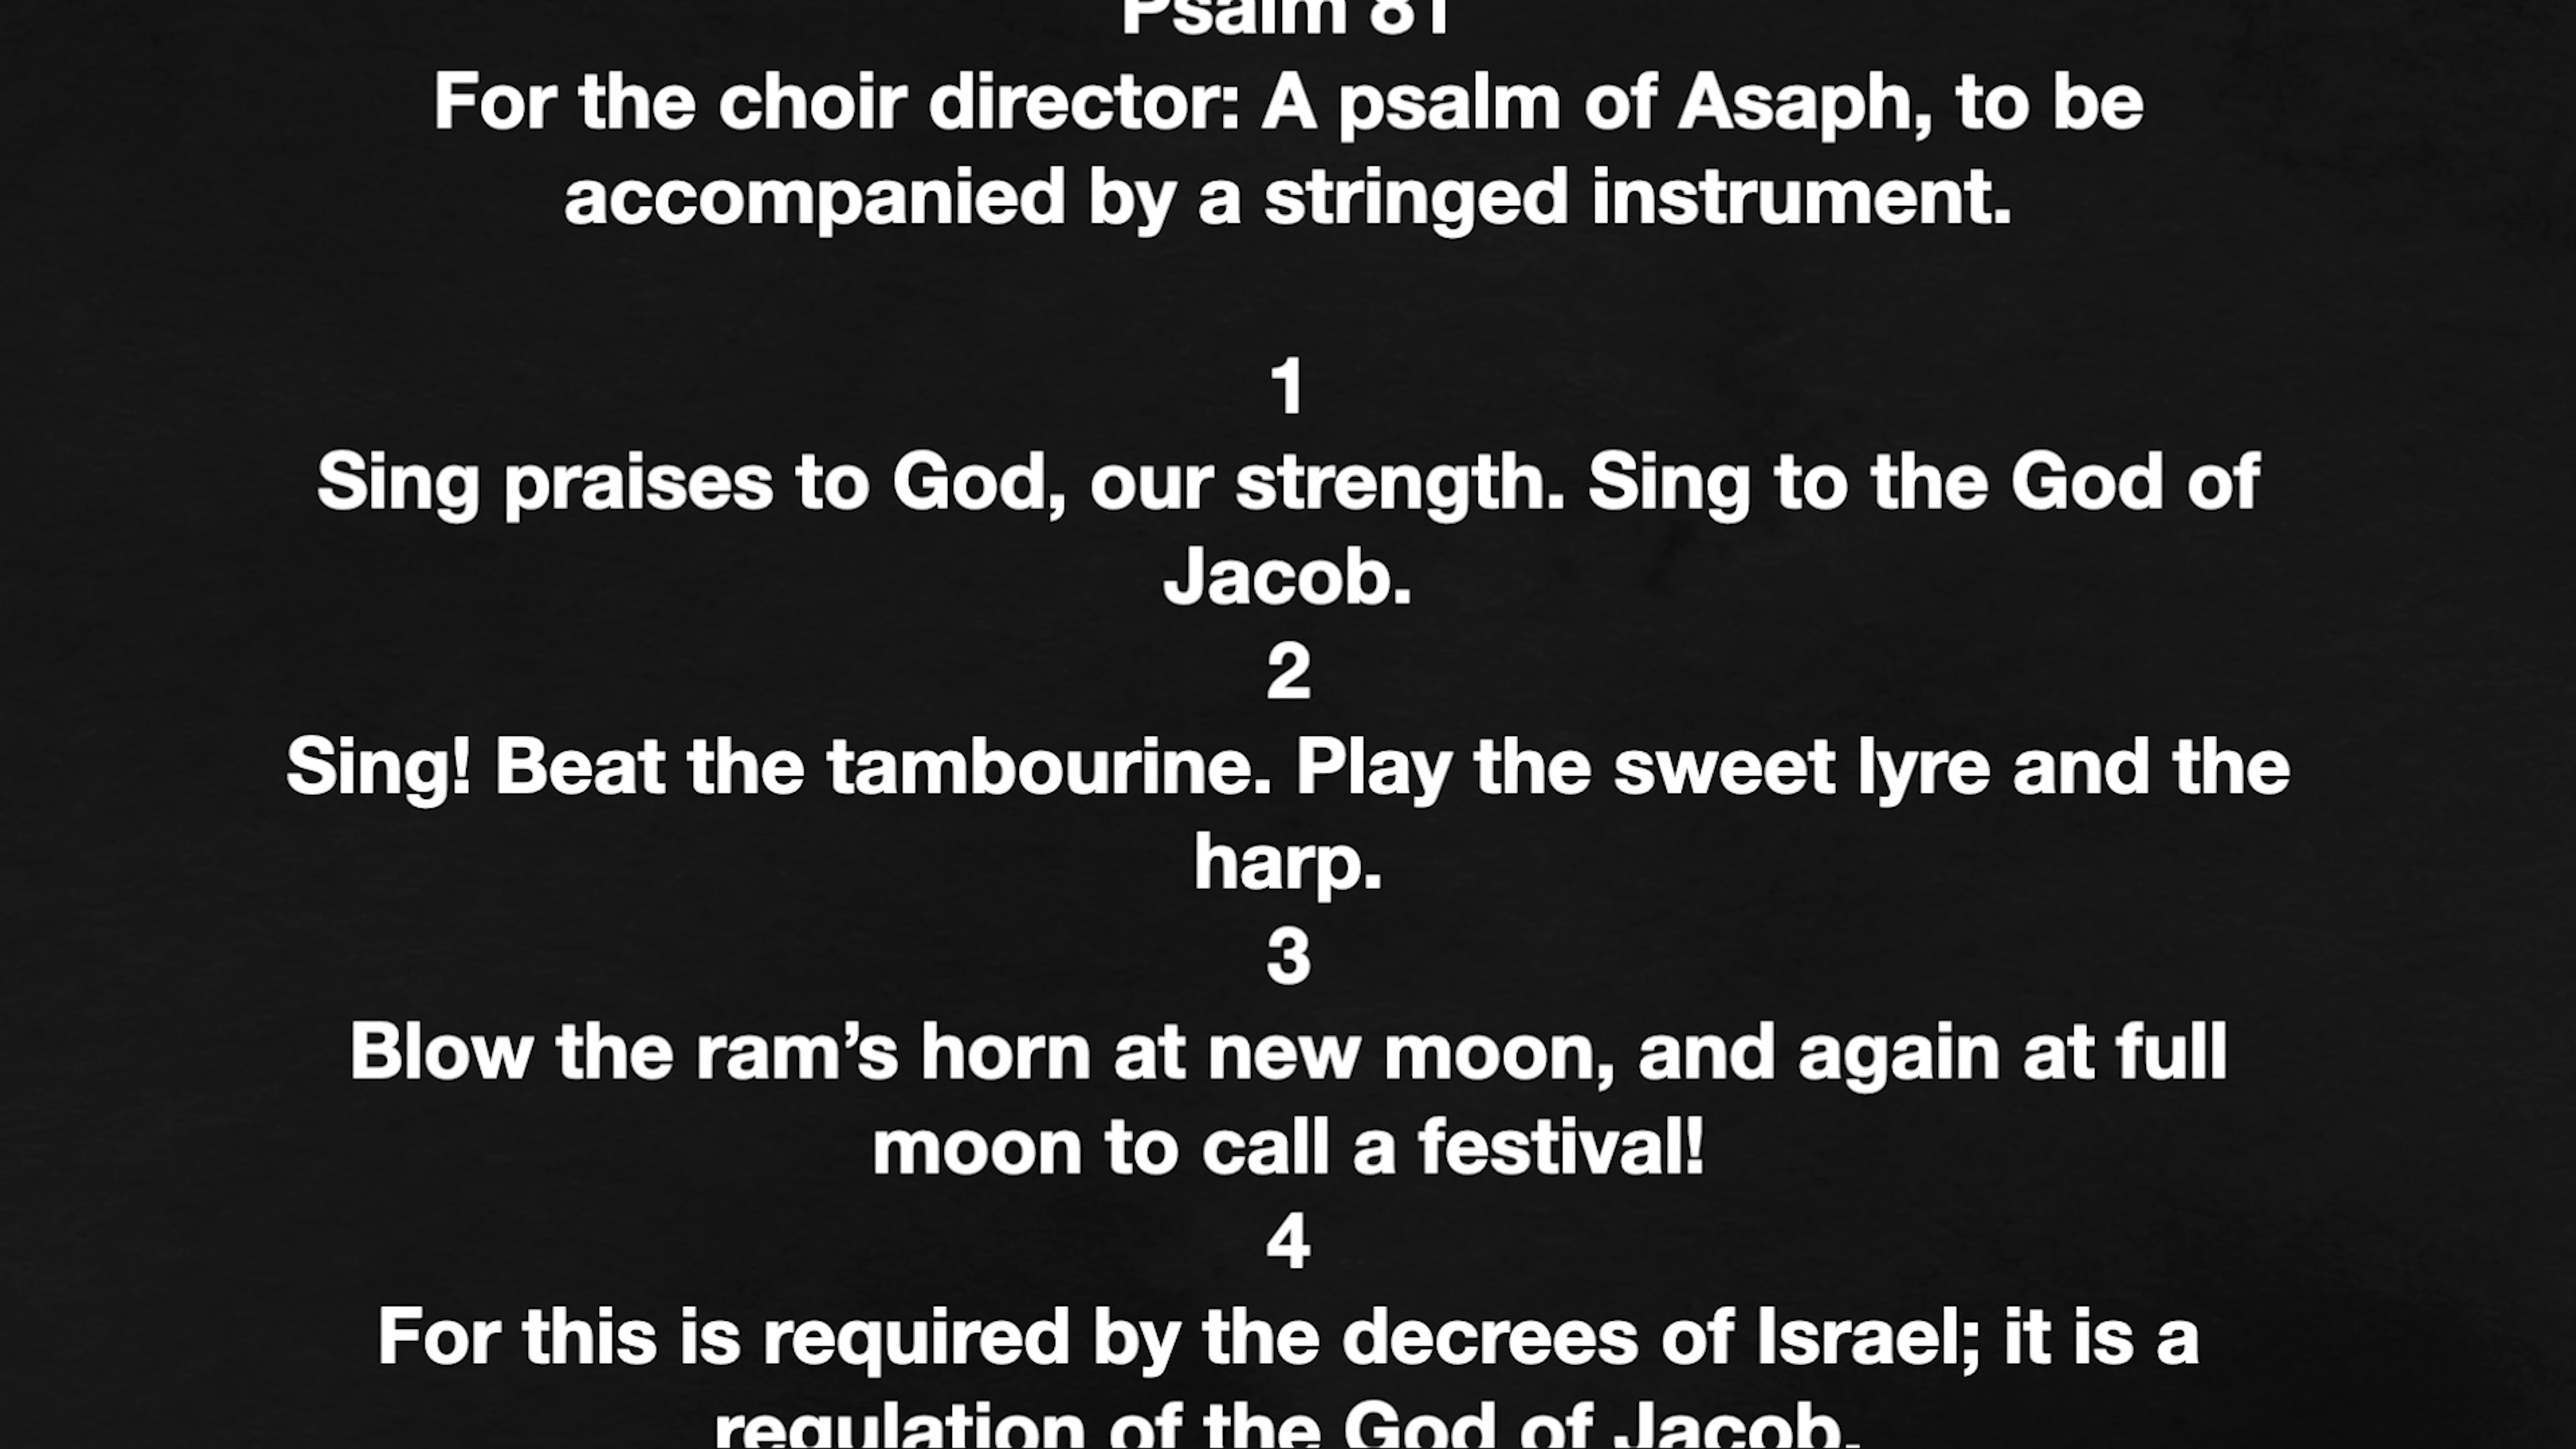 Psalm 81
For the choir director: A psalm of Asaph, to be
accompanied by a stringed instrument.
1
Sing praises to God, our strength. Sing to the God of
Jacob.
2
Sing! Beat the tambourine. Play the sweet lyre and the
harp.
3
Blow the ram’s horn at new moon, and again at full
moon to call a festival!
4
For this is required by the decrees of Israel; it is a
regulation of the God of Jacob.